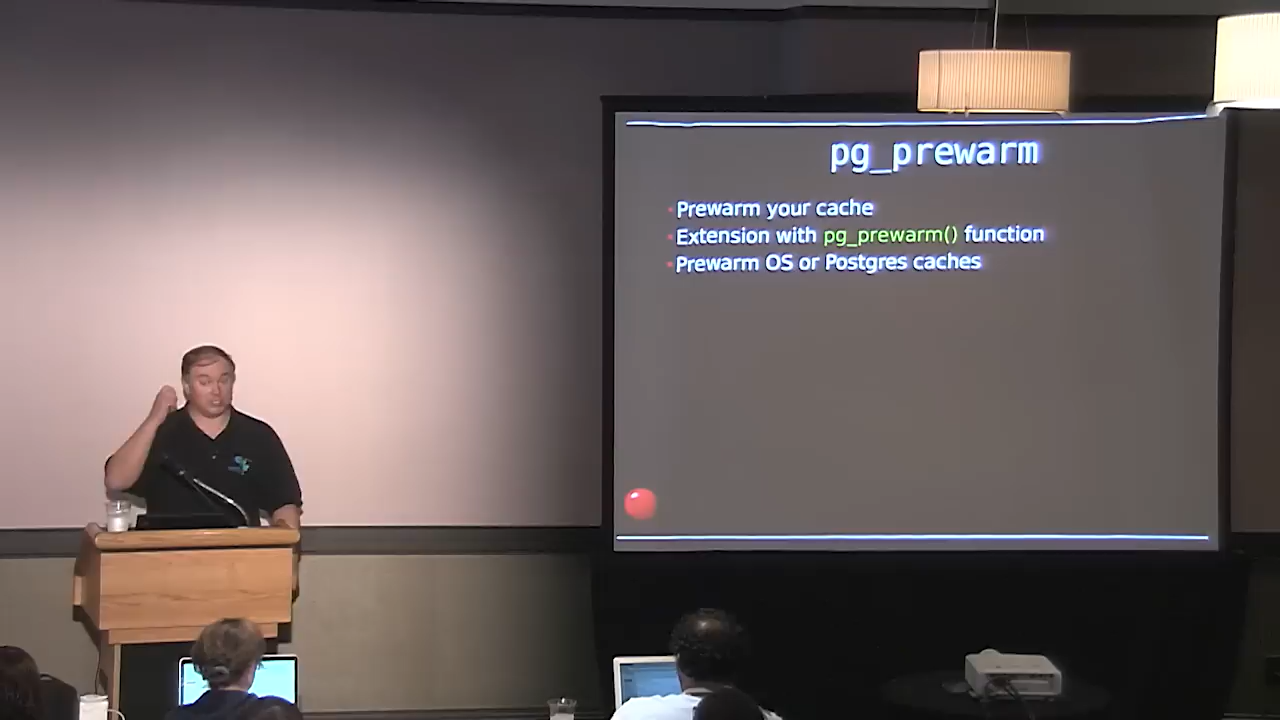 pg_prewarm
Prewarm your cache
Extension with pg_prewarm() function
Prewarm OS or Postgres caches